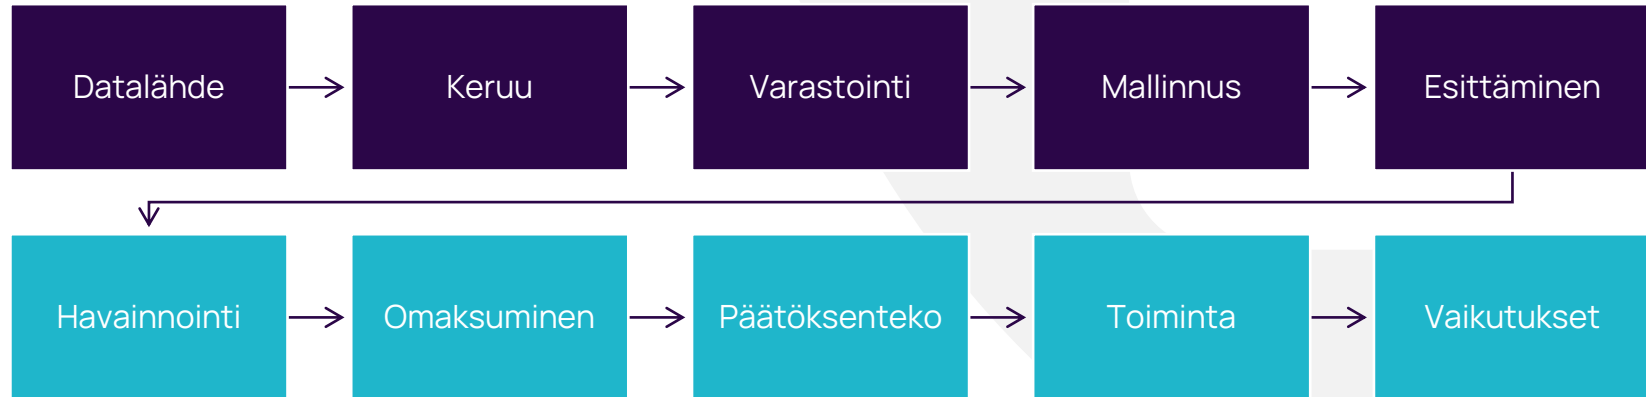 Datalähde
Keruu
Varastointi
Mallinnus
Esittäminen
Havainnointi
Omaksuminen
Päätöksenteko
Toiminta
Vaikutukset